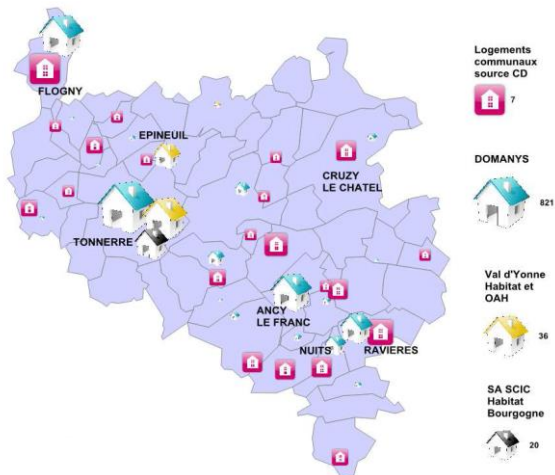 FLOGNY
EPINEUIL
CRUZY
LE CHATEL
TONNERRE
ANCY
LE FRANC
NUITS
RAVIERES
Logements
communaux
source CD
7
DOMANYS
821
Val d'Yonne
Habitat et
OAH
36
SA SCIC
Habitat
Bourgogne
20